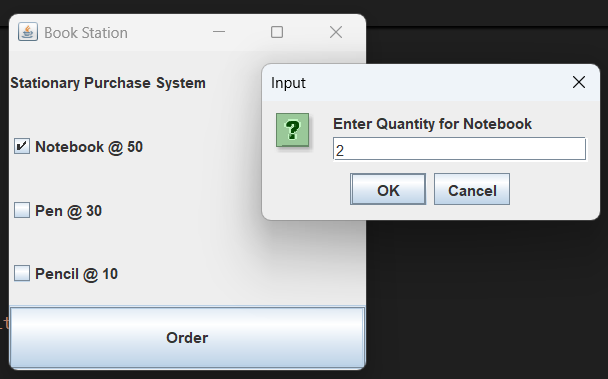 Book Station
Stationary Purchase System
Notebook @ 50
Pen @ 30
Pencil @ 10
Order
Input
?
Enter Quantity for Notebook
2
OK
Cancel